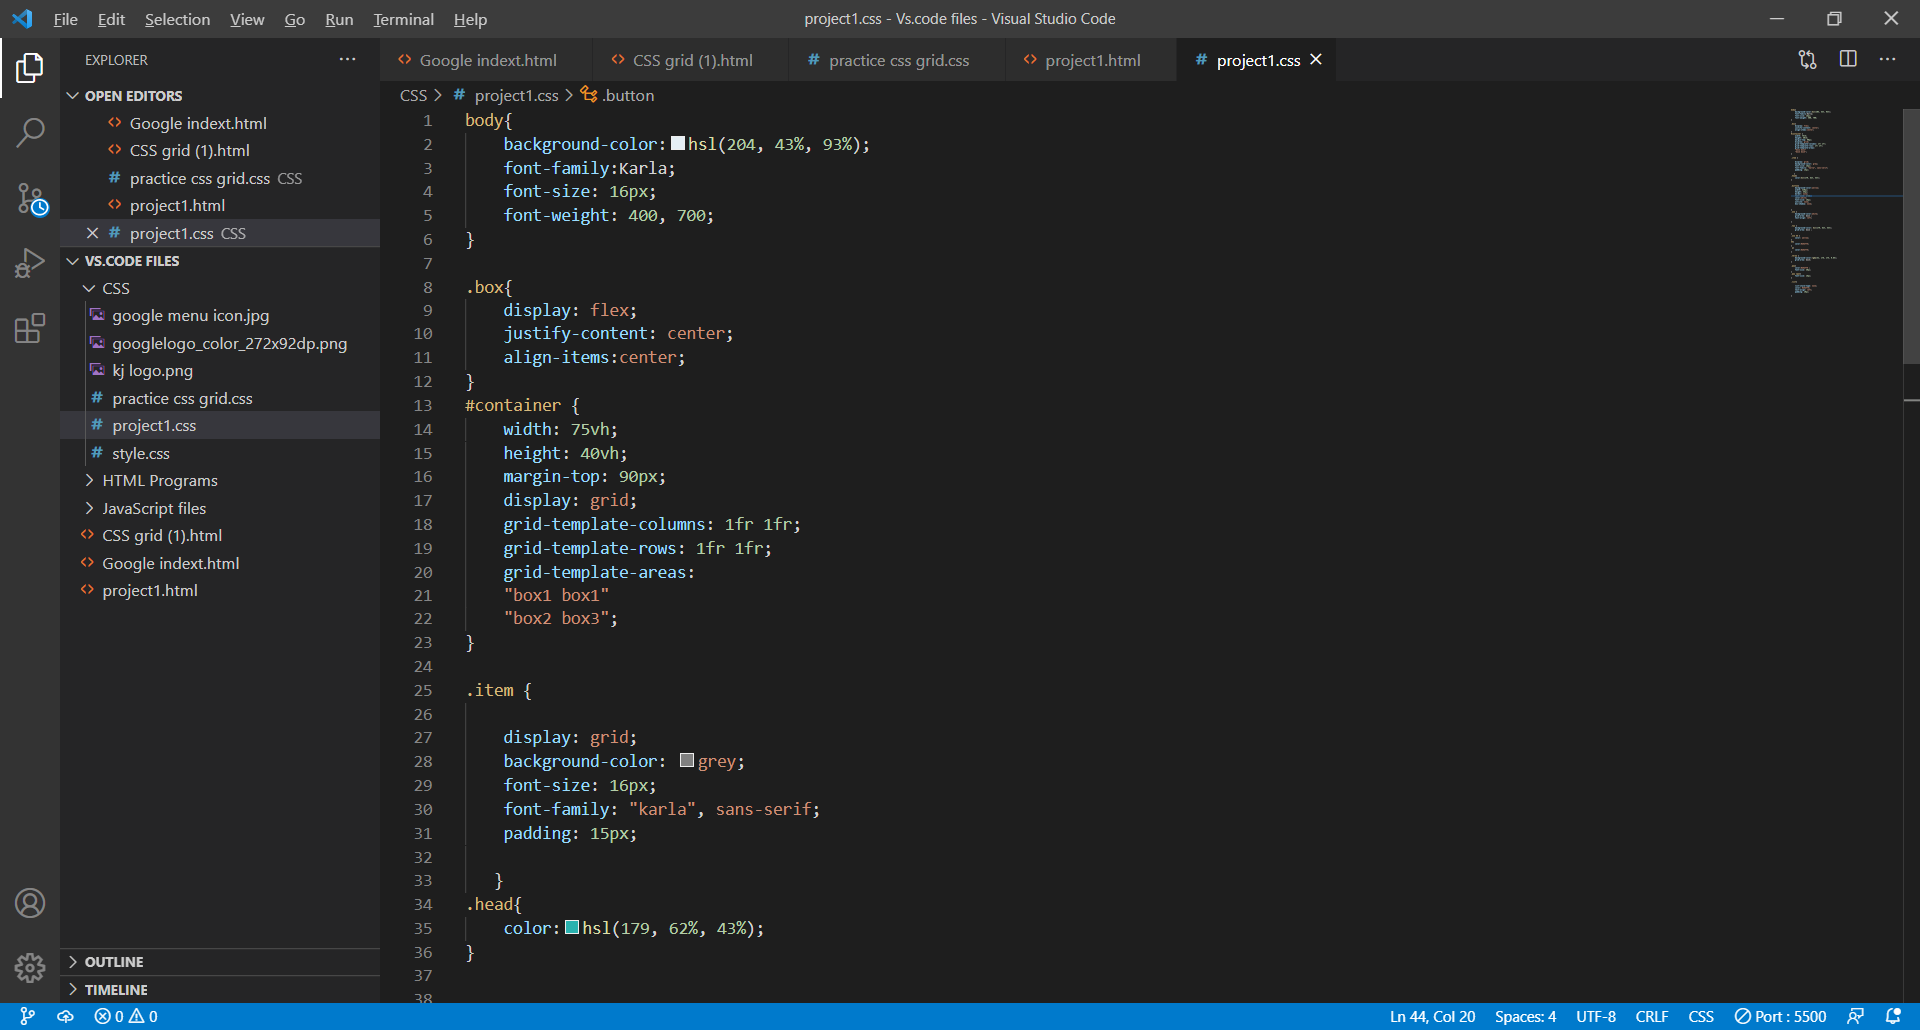 File Edit Selection View Go Run Terminal Help
project1.css - Vs.code files - Visual Studio Code
EXPLORER
OPEN EDITORS
Google indext.html
CSS grid (1).html
practice css grid.css CSS
project1.html
project1.css CSS
VS.CODE FILES
CSS
google menu icon.jpg
googlelogo_color_272x92dp.png
kj logo.png
practice css grid.css
project1.css
style.css
HTML Programs
JavaScript files
CSS grid (1).html
Google indext.html
project1.html
OUTLINE
TIMELINE
Google indext.html CSS grid (1).html practice css grid.css project1.html project1.css
CSS > project1.css > .button
1 body{
2     background-color: hsl(204, 43%, 93%);
3     font-family:Karla;
4     font-size: 16px;
5     font-weight: 400, 700;
6 }
7
8 .box{
9     display: flex;
10     justify-content: center;
11     align-items:center;
12 }
13 #container {
14     width: 75vh;
15     height: 40vh;
16     margin-top: 90px;
17     display: grid;
18     grid-template-columns: 1fr 1fr;
19     grid-template-rows: 1fr 1fr;
20     grid-template-areas:
21     "box1 box1"
22     "box2 box3";
23 }
24
25 .item {
26
27     display: grid;
28     background-color: grey;
29     font-size: 16px;
30     font-family: "karla", sans-serif;
31     padding: 15px;
32
33    }
34 .head{
35     color: hsl(179, 62%, 43%);
36 }
37
38
0 0
Ln 44, Col 20 Spaces: 4 UTF-8 CRLF CSS Port : 5500